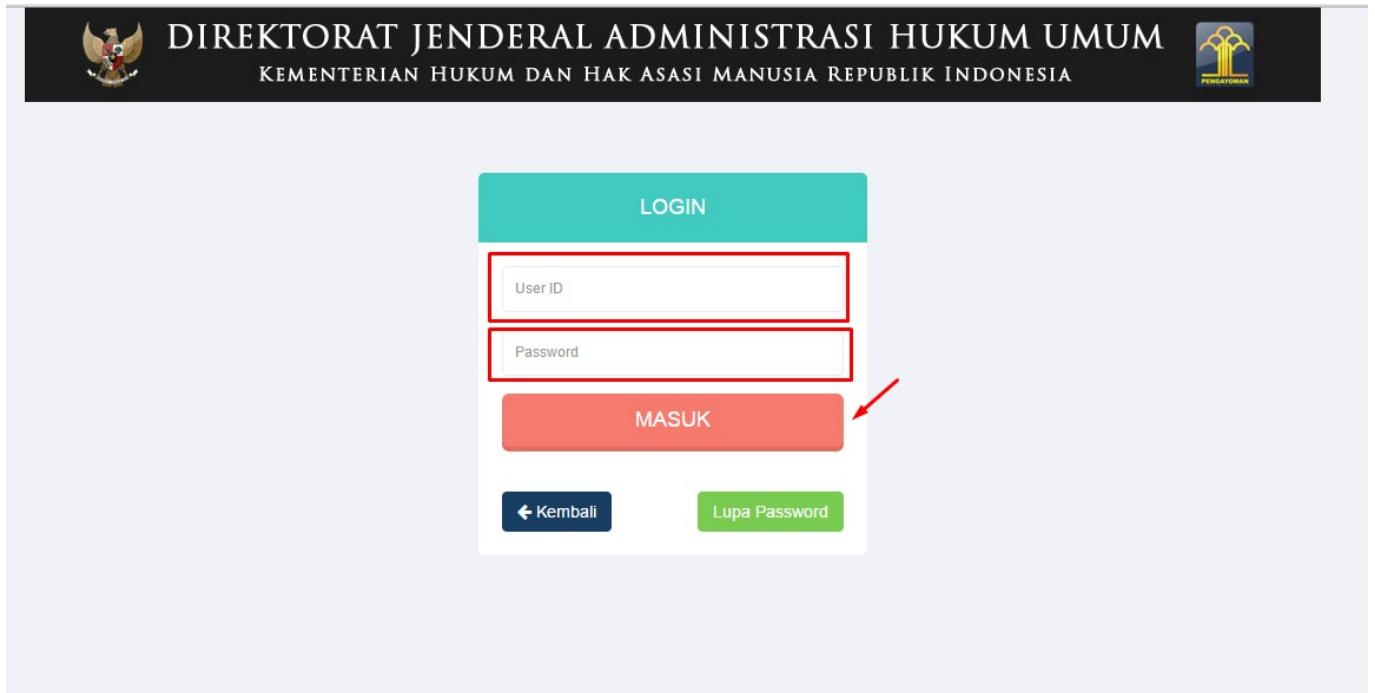 DIREKTORAT JENDERAL ADMINISTRASI HUKUM UMUM
KEMENTERIAN HUKUM DAN HAK ASASI MANUSIA REPUBLIK INDONESIA
PENGAYOMAN
LOGIN
User ID
Password
MASUK
Kembali
Lupa Password